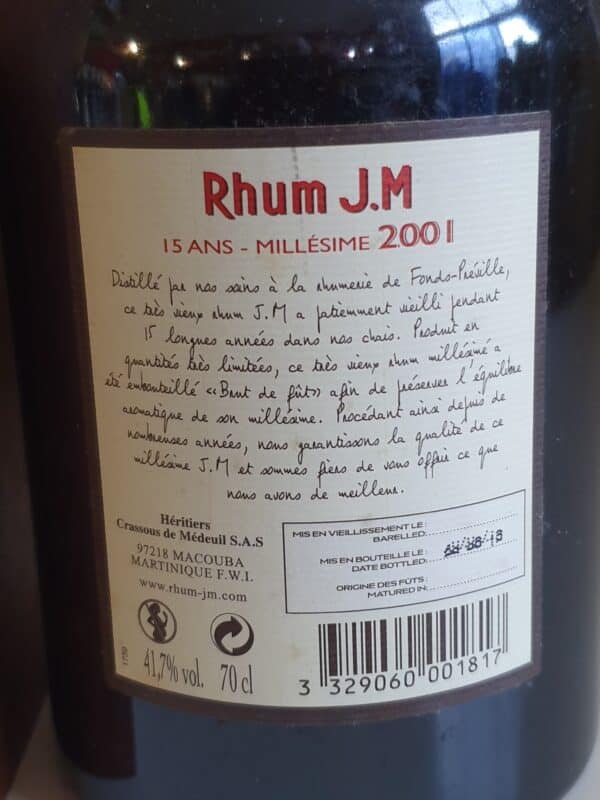 Rhum J.M
15 ANS - MILLÉSIME 2001
Distillé par nos soins à la rhumerie de Fonds-Préville,
ce très vieux rhum J.M a patiemment vieilli pendant
15 longues années dans nos chais. Produit en
quantités très limitées, ce très vieux rhum millésimé a
été embouteillé «Brut de fût» afin de préserver l'équilibre
aromatique de son millésime. Procédant ainsi depuis de
nombreuses années, nous garantissons la qualité de ce
millésime J.M et sommes fiers de vous offrir ce que
nous avons de meilleur.
Héritiers
Crassous de Médeuil S.A.S
97218 MACOUBA
MARTINIQUE F.W.I.
www.rhum-jm.com
MIS EN VIEILLISSEMENT LE :
BARRELED:
MIS EN BOUTEILLE LE :
DATE BOTTLED:
ORIGINE DES FÛTS :
MATURED IN:
1750
41,7% vol. 70 cl
3 329060 001817